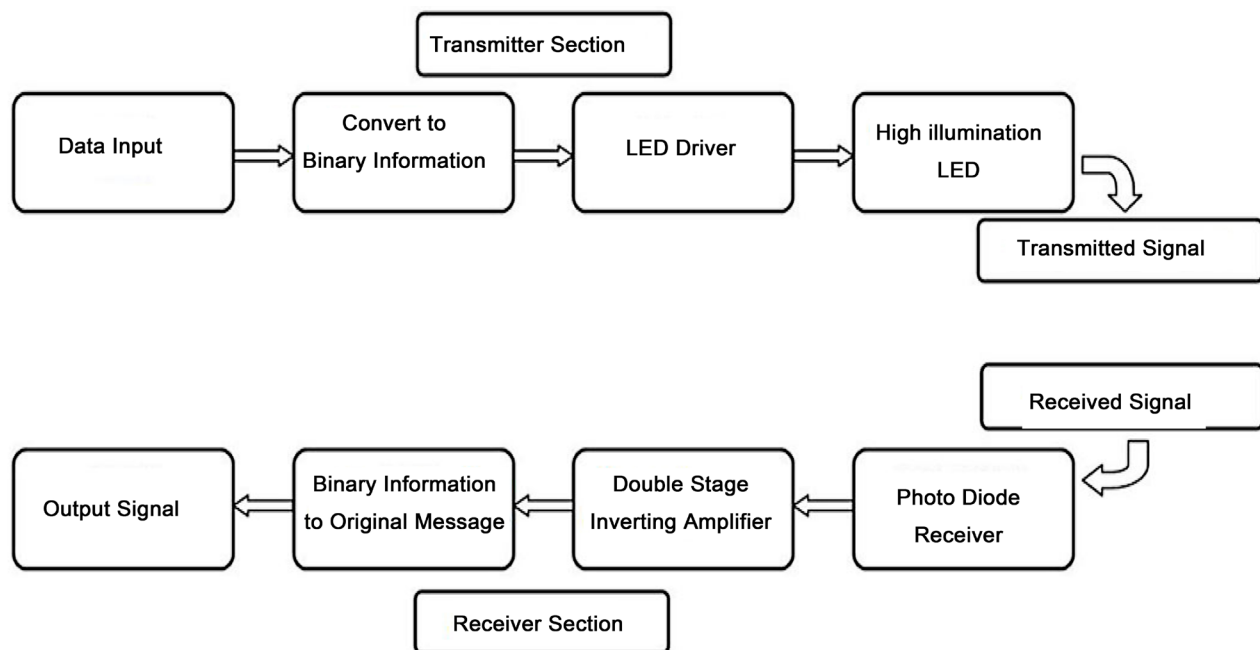 Transmitter Section
Data Input
Convert to
Binary Information
LED Driver
High illumination
LED
Transmitted Signal
Received Signal
Photo Diode
Receiver
Double Stage
Inverting Amplifier
Binary Information
to Original Message
Output Signal
Receiver Section